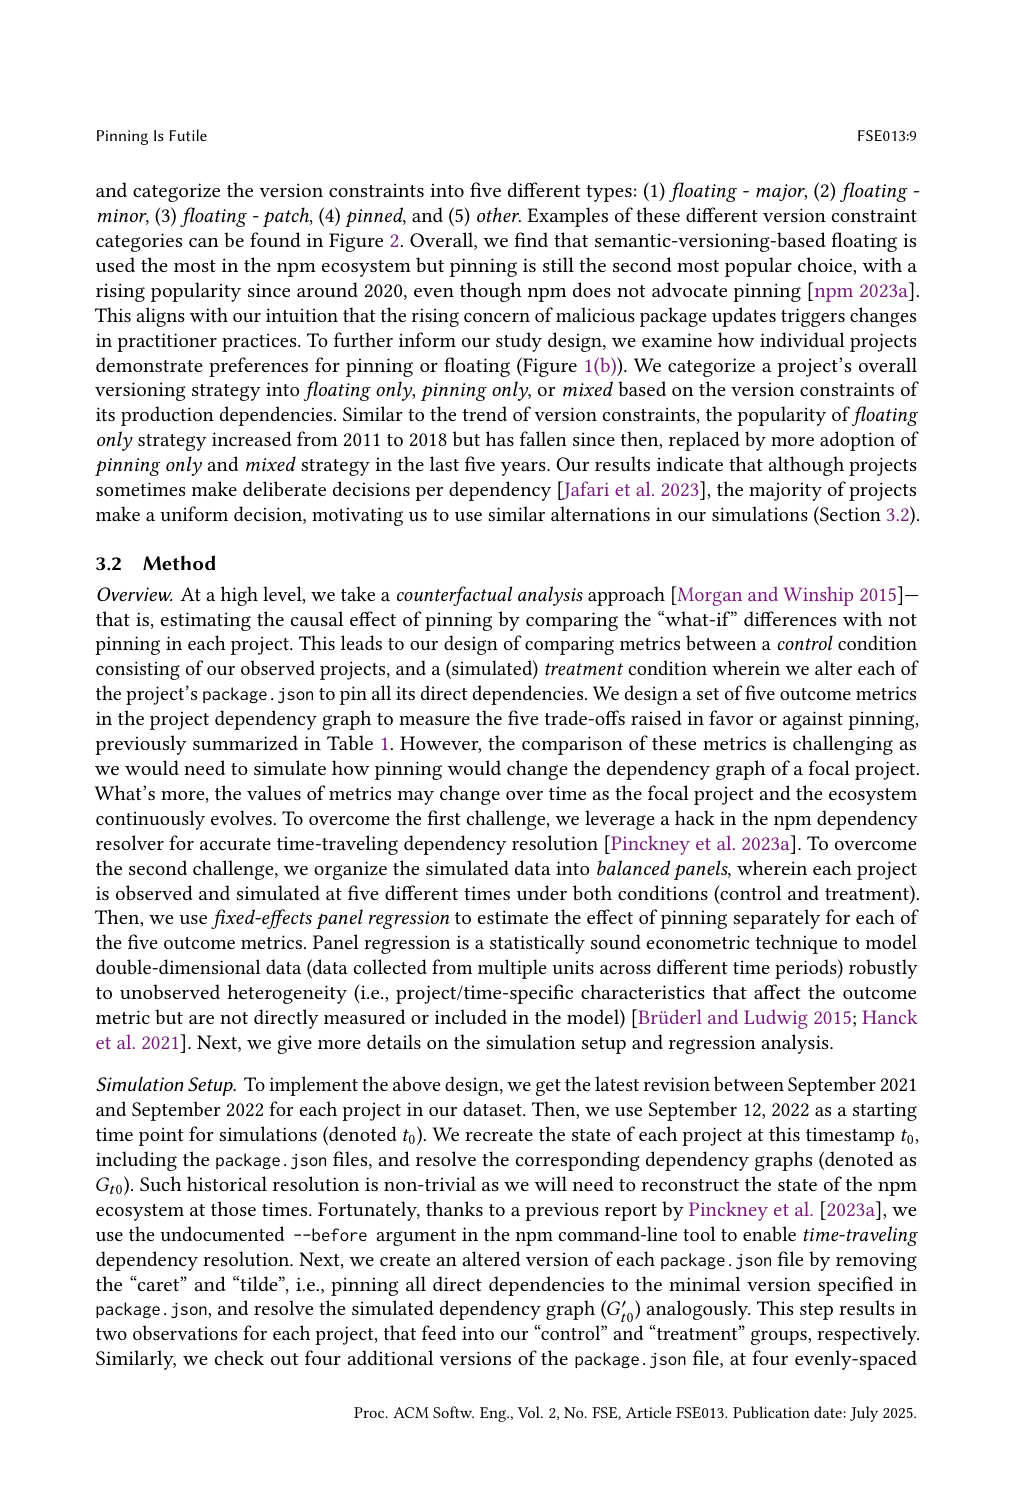 Pinning Is Futile
FSE013:9
and categorize the version constraints into five different types: (1) floating - major, (2) floating -
minor, (3) floating - patch, (4) pinned, and (5) other. Examples of these different version constraint
categories can be found in Figure 2. Overall, we find that semantic-versioning-based floating is
used the most in the npm ecosystem but pinning is still the second most popular choice, with a
rising popularity since around 2020, even though npm does not advocate pinning [npm 2023a].
This aligns with our intuition that the rising concern of malicious package updates triggers changes
in practitioner practices. To further inform our study design, we examine how individual projects
demonstrate preferences for pinning or floating (Figure 1(b)). We categorize a project's overall
versioning strategy into floating only, pinning only, or mixed based on the version constraints of
its production dependencies. Similar to the trend of version constraints, the popularity of floating
only strategy increased from 2011 to 2018 but has fallen since then, replaced by more adoption of
pinning only and mixed strategy in the last five years. Our results indicate that although projects
sometimes make deliberate decisions per dependency [Jafari et al. 2023], the majority of projects
make a uniform decision, motivating us to use similar alternations in our simulations (Section 3.2).
3.2 Method
Overview. At a high level, we take a counterfactual analysis approach [Morgan and Winship 2015]—
that is, estimating the causal effect of pinning by comparing the “what-if” differences with not
pinning in each project. This leads to our design of comparing metrics between a control condition
consisting of our observed projects, and a (simulated) treatment condition wherein we alter each of
the project's package.json to pin all its direct dependencies. We design a set of five outcome metrics
in the project dependency graph to measure the five trade-offs raised in favor or against pinning,
previously summarized in Table 1. However, the comparison of these metrics is challenging as
we would need to simulate how pinning would change the dependency graph of a focal project.
What's more, the values of metrics may change over time as the focal project and the ecosystem
continuously evolves. To overcome the first challenge, we leverage a hack in the npm dependency
resolver for accurate time-traveling dependency resolution [Pinckney et al. 2023a]. To overcome
the second challenge, we organize the simulated data into balanced panels, wherein each project
is observed and simulated at five different times under both conditions (control and treatment).
Then, we use fixed-effects panel regression to estimate the effect of pinning separately for each of
the five outcome metrics. Panel regression is a statistically sound econometric technique to model
double-dimensional data (data collected from multiple units across different time periods) robustly
to unobserved heterogeneity (i.e., project/time-specific characteristics that affect the outcome
metric but are not directly measured or included in the model) [Brüderl and Ludwig 2015; Hanck
et al. 2021]. Next, we give more details on the simulation setup and regression analysis.
Simulation Setup. To implement the above design, we get the latest revision between September 2021
and September 2022 for each project in our dataset. Then, we use September 12, 2022 as a starting
time point for simulations (denoted t₀). We recreate the state of each project at this timestamp t₀,
including the package.json files, and resolve the corresponding dependency graphs (denoted as
Gt0). Such historical resolution is non-trivial as we will need to reconstruct the state of the npm
ecosystem at those times. Fortunately, thanks to a previous report by Pinckney et al. [2023a], we
use the undocumented --before argument in the npm command-line tool to enable time-traveling
dependency resolution. Next, we create an altered version of each package.json file by removing
the “caret” and “tilde”, i.e., pinning all direct dependencies to the minimal version specified in
package.json, and resolve the simulated dependency graph (G′t0) analogously. This step results in
two observations for each project, that feed into our “control” and “treatment” groups, respectively.
Similarly, we check out four additional versions of the package.json file, at four evenly-spaced
Proc. ACM Softw. Eng., Vol. 2, No. FSE, Article FSE013. Publication date: July 2025.